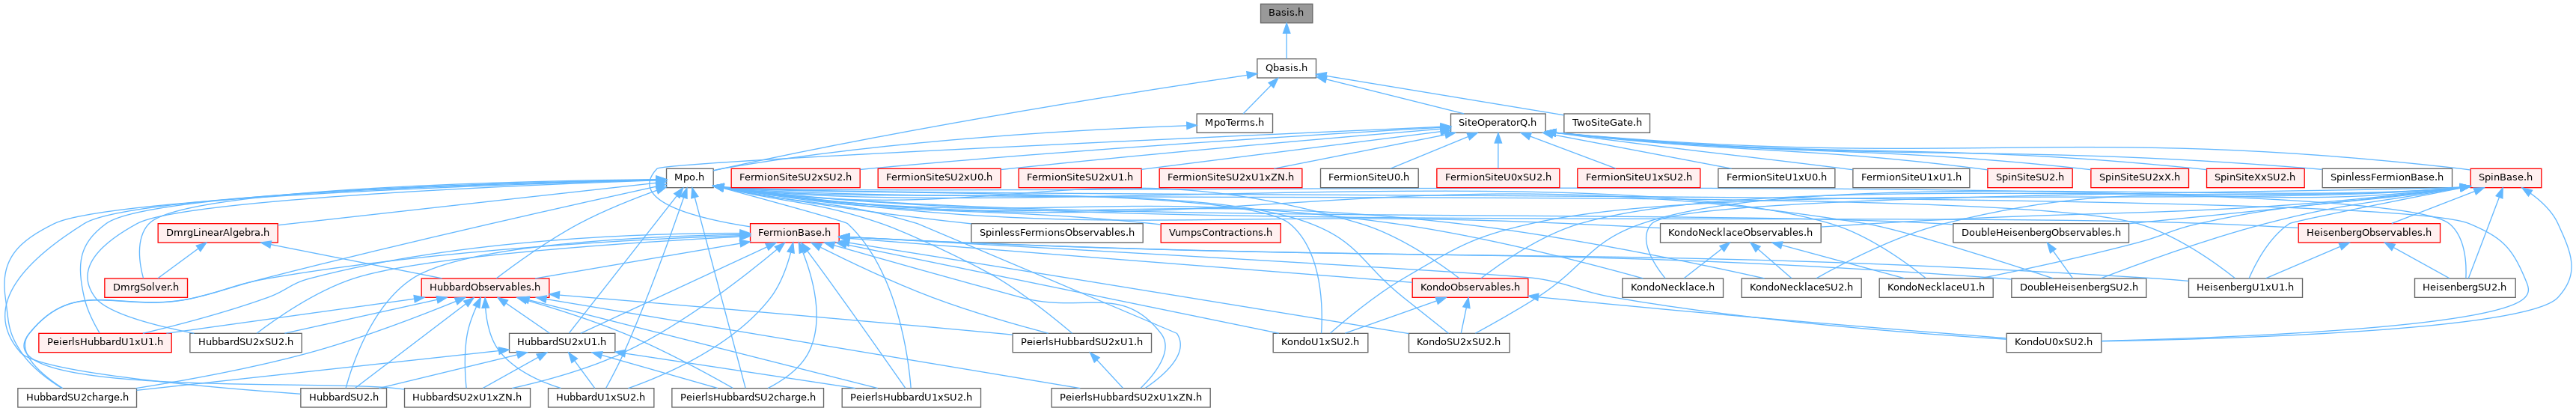 Basis.h
Qbasis.h
MpoTerms.h
SiteOperatorQ.h
TwoSiteGate.h
Mpo.h
FermionSiteSU2xSU2.h
FermionSiteSU2xU0.h
FermionSiteSU2xU1.h
FermionSiteSU2xU1xZN.h
FermionSiteU0.h
FermionSiteU0xSU2.h
FermionSiteU1xSU2.h
FermionSiteU1xU0.h
FermionSiteU1xU1.h
SpinSiteSU2.h
SpinSiteSU2xX.h
SpinSiteXxSU2.h
SpinlessFermionBase.h
SpinBase.h
DmrgLinearAlgebra.h
FermionBase.h
SpinlessFermionsObservables.h
VumpsContractions.h
KondoNecklaceObservables.h
DoubleHeisenbergObservables.h
HeisenbergObservables.h
DmrgSolver.h
HubbardObservables.h
KondoObservables.h
KondoNecklace.h
KondoNecklaceSU2.h
KondoNecklaceU1.h
DoubleHeisenbergSU2.h
HeisenbergU1xU1.h
HeisenbergSU2.h
PeierlsHubbardU1xU1.h
HubbardSU2xSU2.h
HubbardSU2xU1.h
PeierlsHubbardSU2xU1.h
KondoU1xSU2.h
KondoSU2xSU2.h
KondoU0xSU2.h
HubbardSU2charge.h
HubbardSU2.h
HubbardSU2xU1xZN.h
HubbardU1xSU2.h
PeierlsHubbardSU2charge.h
PeierlsHubbardU1xSU2.h
PeierlsHubbardSU2xU1xZN.h